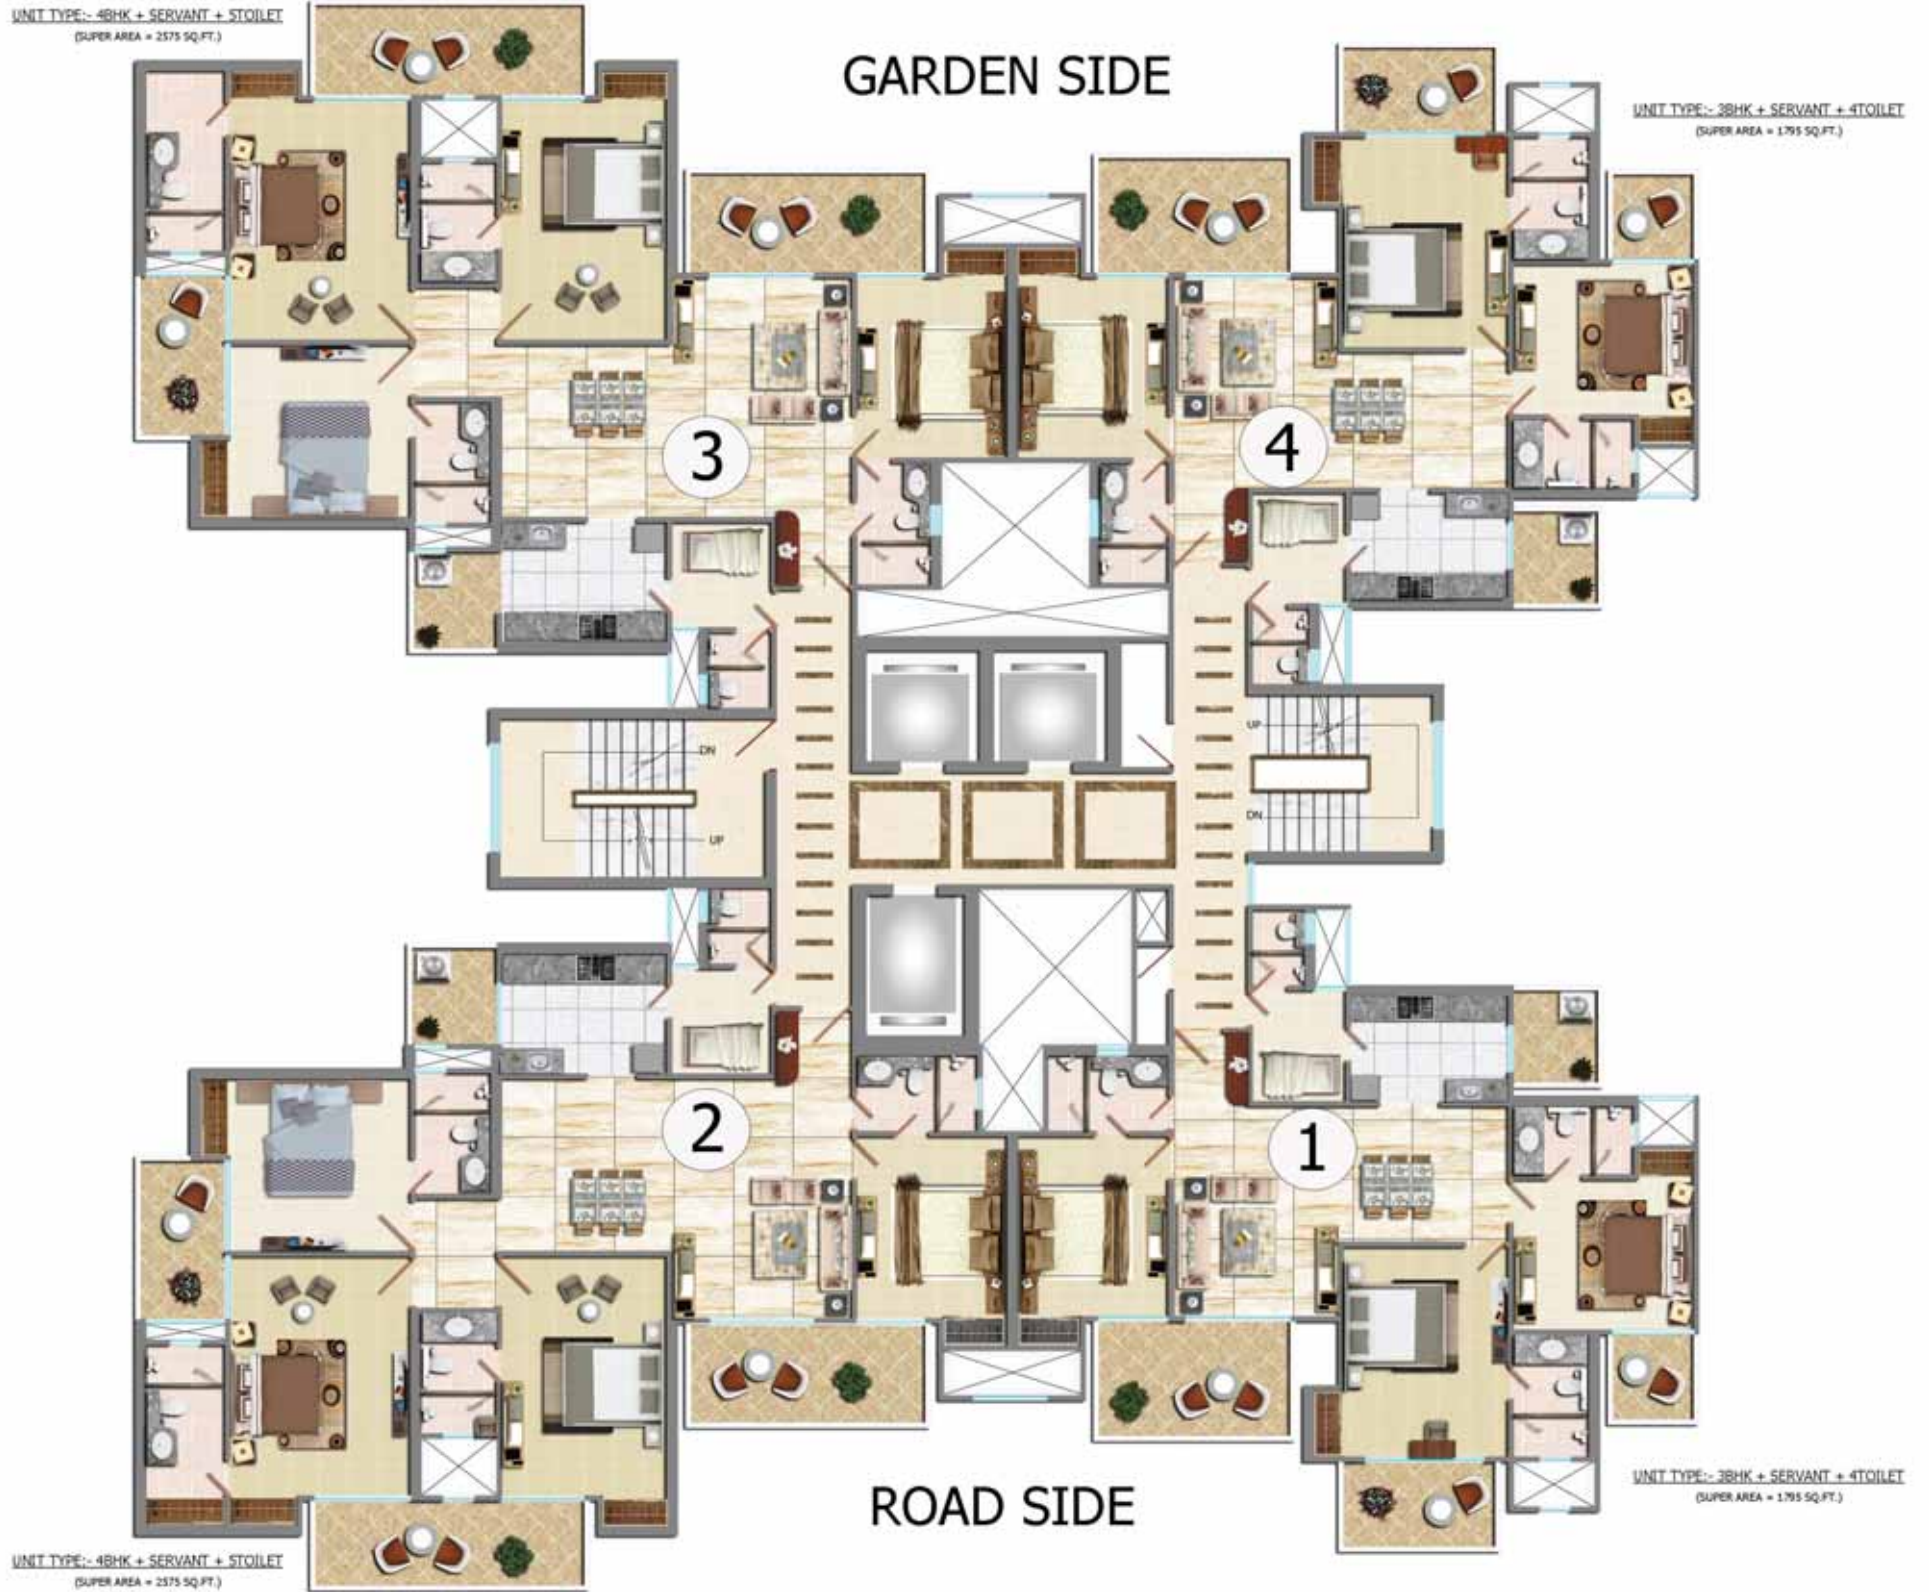 UNIT TYPE:- 4BHK + SERVANT + 5TOILET
(SUPER AREA = 2575 SQ.FT.)
GARDEN SIDE
UNIT TYPE:- 3BHK + SERVANT + 4TOILET
(SUPER AREA = 1795 SQ.FT.)
3
4
DN
UP
UP
DN
2
1
ROAD SIDE
UNIT TYPE:- 3BHK + SERVANT + 4TOILET
(SUPER AREA = 1795 SQ.FT.)
UNIT TYPE:- 4BHK + SERVANT + 5TOILET
(SUPER AREA = 2575 SQ.FT.)